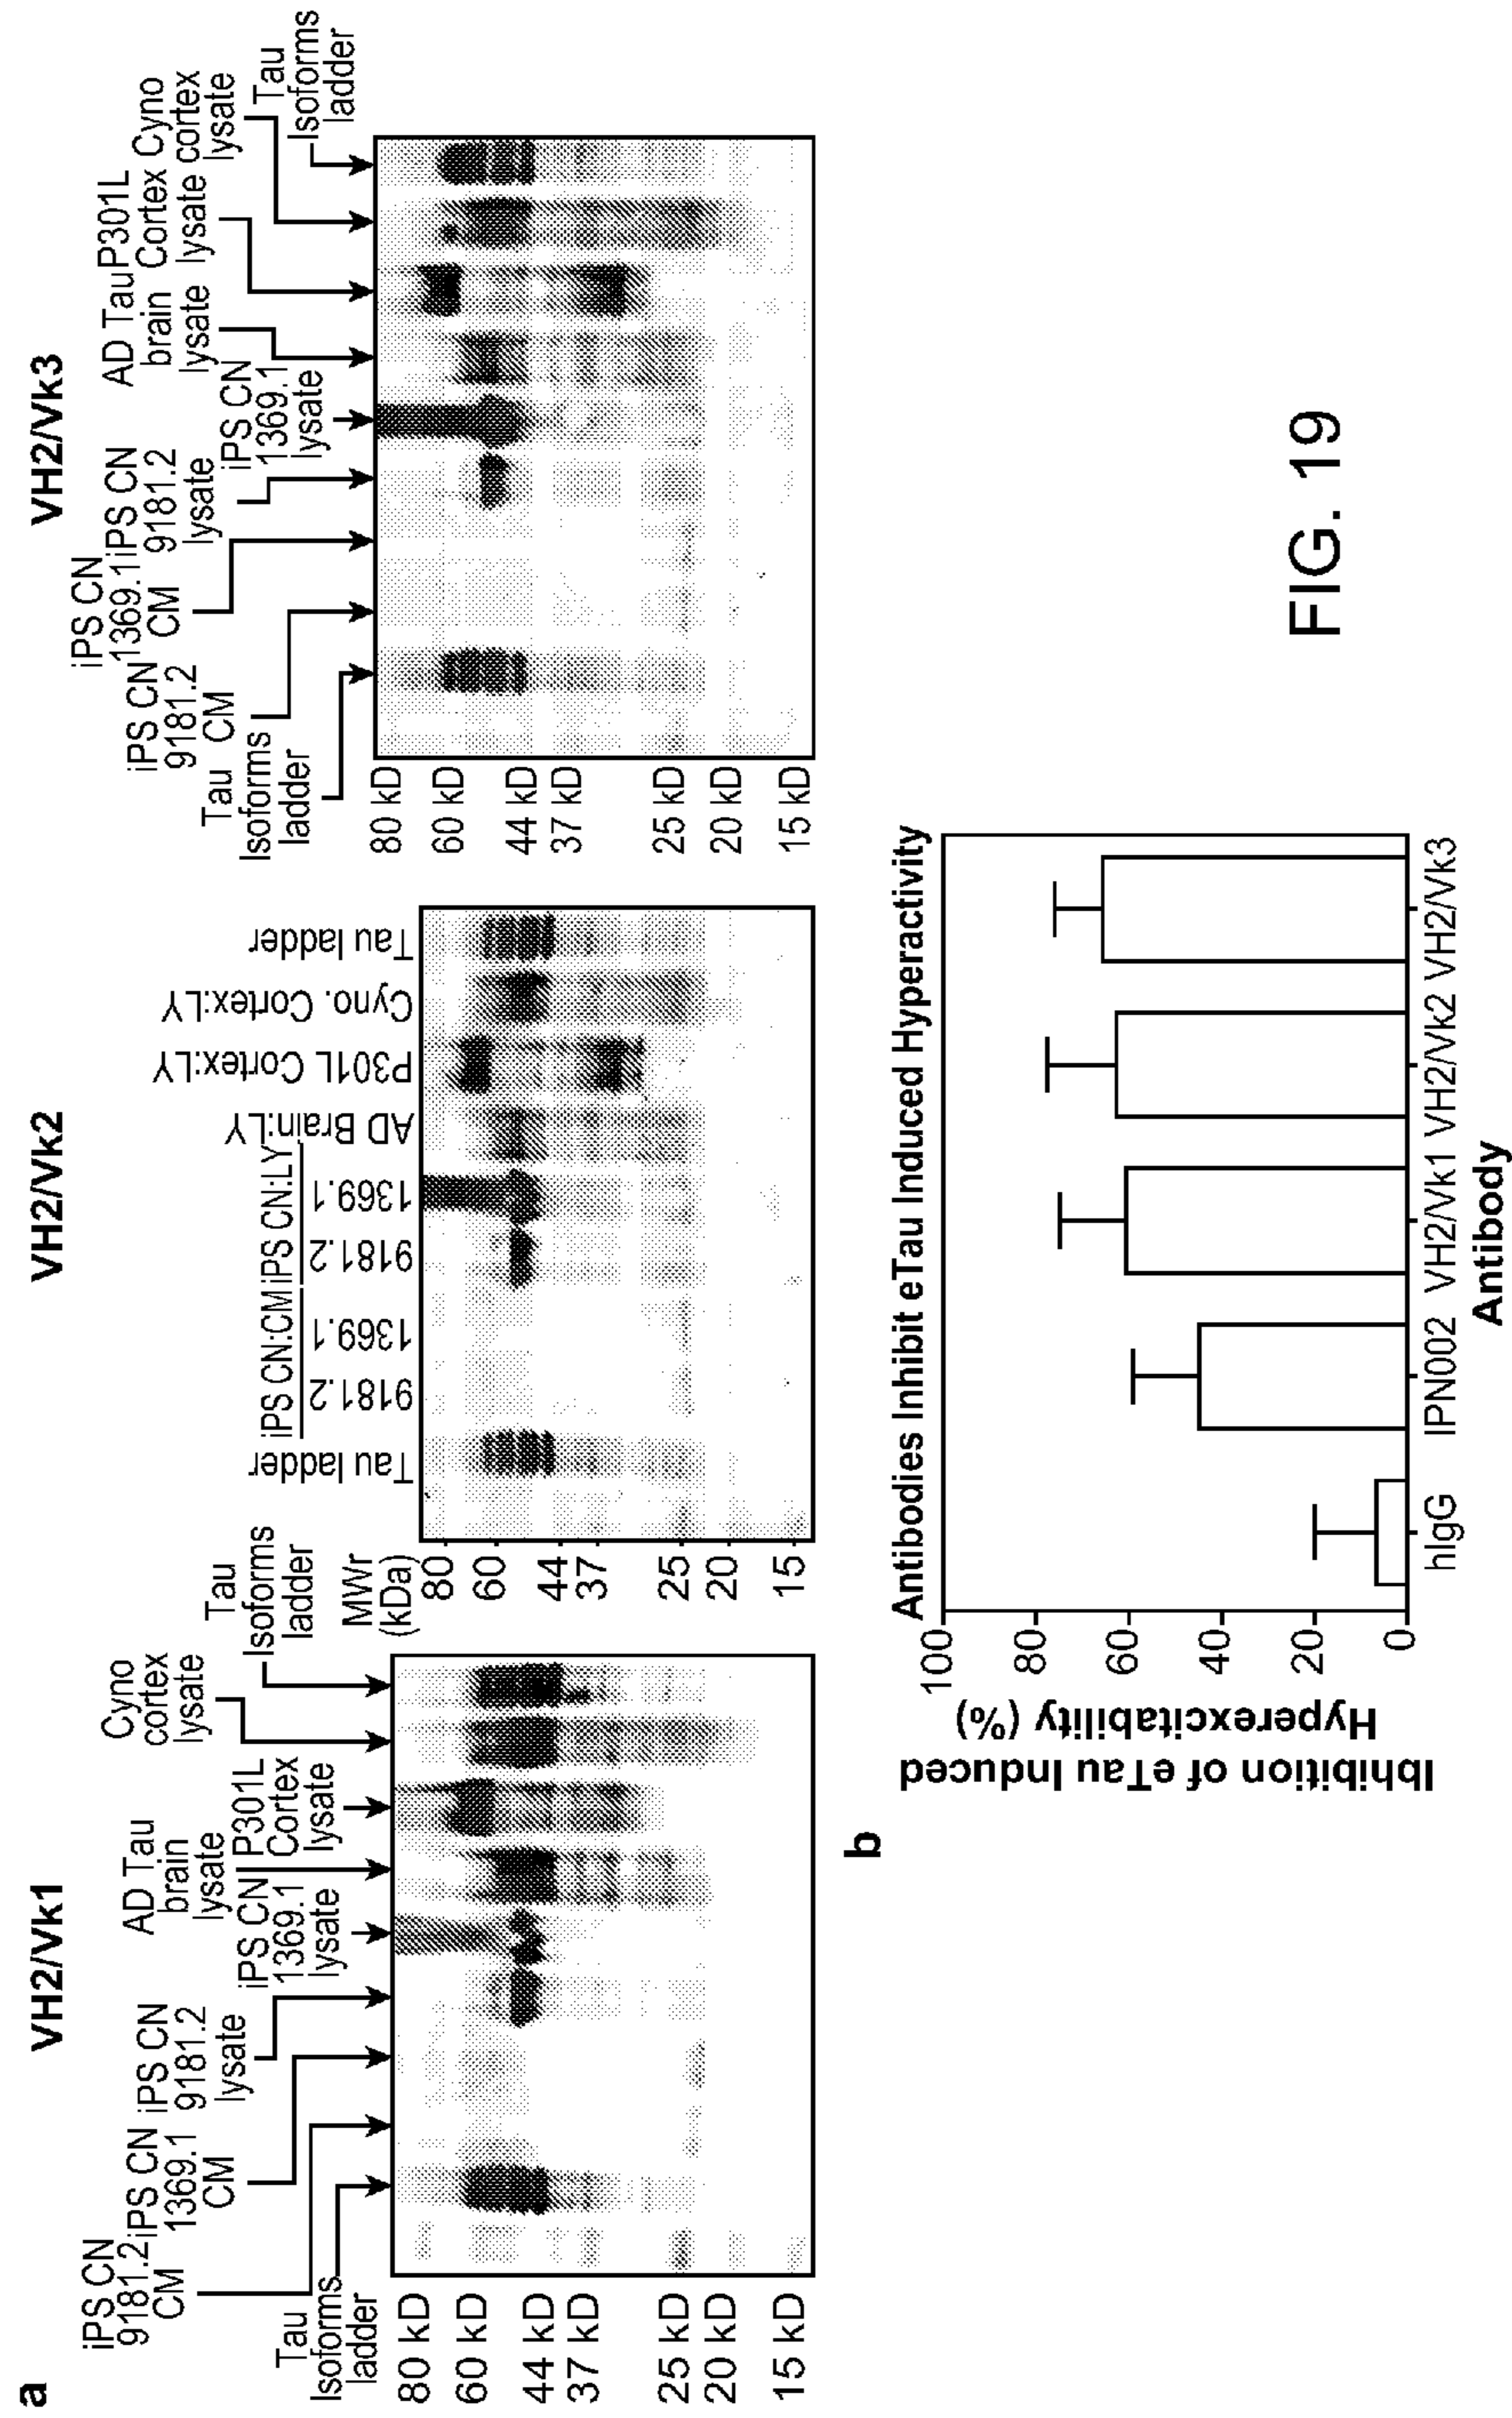 a
VH2/Vk1
iPS CN
9181.2
CM
iPS CN
1369.1
CM
iPS CN
9181.2
lysate
iPS CN
1369.1
lysate
AD Tau
brain
lysate
P301L
Cortex
lysate
Cyno
cortex
lysate
Tau
Isoforms
ladder
Tau
Isoforms
ladder
80 kD
60 kD
44 kD
37 kD
25 kD
20 kD
15 kD
VH2/Vk2
MWr
(kDa)
80
60
44
37
25
20
15
Tau ladder
iPS CN:CM
9181.2
1369.1
iPS CN:LY
9181.2
1369.1
AD Brain:LY
P301L Cortex:LY
Cyno. Cortex:LY
Tau ladder
VH2/Vk3
Tau
Isoforms
ladder
iPS CN
9181.2
CM
iPS CN
1369.1
CM
iPS CN
9181.2
lysate
iPS CN
1369.1
lysate
AD Tau
brain
lysate
P301L
Cortex
lysate
Cyno
cortex
lysate
Tau
Isoforms
ladder
80 kD
60 kD
44 kD
37 kD
25 kD
20 kD
15 kD
b
Antibodies Inhibit eTau Induced Hyperactivity
Ibhibition of eTau Induced
Hyperexcitability (%)
100
80
60
40
20
0
hIgG
IPN002
VH2/Vk1
VH2/Vk2
VH2/Vk3
Antibody
FIG. 19